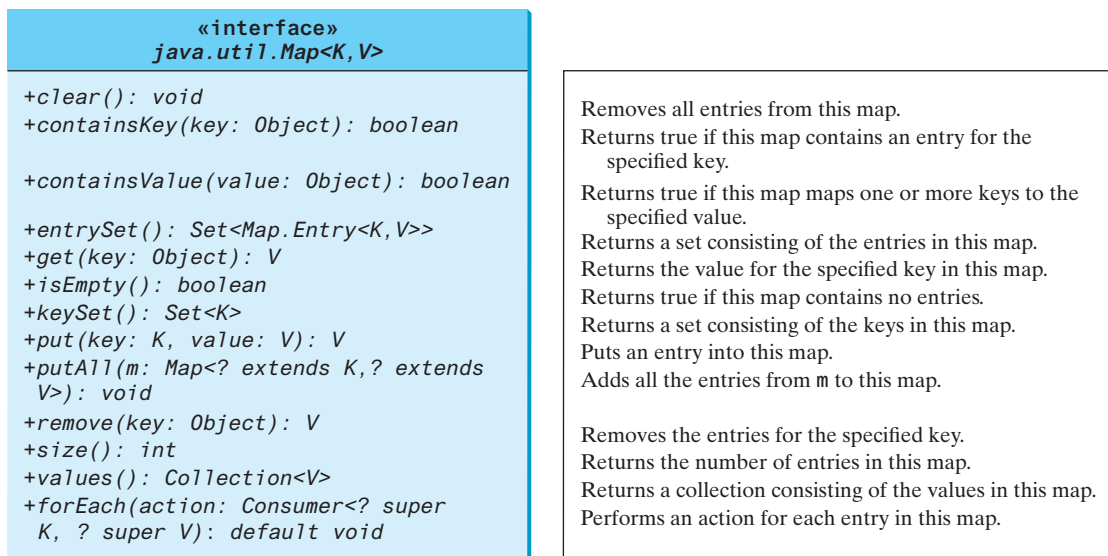 «interface»
java.util.Map<K,V>
+clear(): void
+containsKey(key: Object): boolean
+containsValue(value: Object): boolean
+entrySet(): Set<Map.Entry<K,V>>
+get(key: Object): V
+isEmpty(): boolean
+keySet(): Set<K>
+put(key: K, value: V): V
+putAll(m: Map<? extends K,? extends
V>): void
+remove(key: Object): V
+size(): int
+values(): Collection<V>
+forEach(action: Consumer<? super
K, ? super V): default void
Removes all entries from this map.
Returns true if this map contains an entry for the
specified key.
Returns true if this map maps one or more keys to the
specified value.
Returns a set consisting of the entries in this map.
Returns the value for the specified key in this map.
Returns true if this map contains no entries.
Returns a set consisting of the keys in this map.
Puts an entry into this map.
Adds all the entries from m to this map.
Removes the entries for the specified key.
Returns the number of entries in this map.
Returns a collection consisting of the values in this map.
Performs an action for each entry in this map.